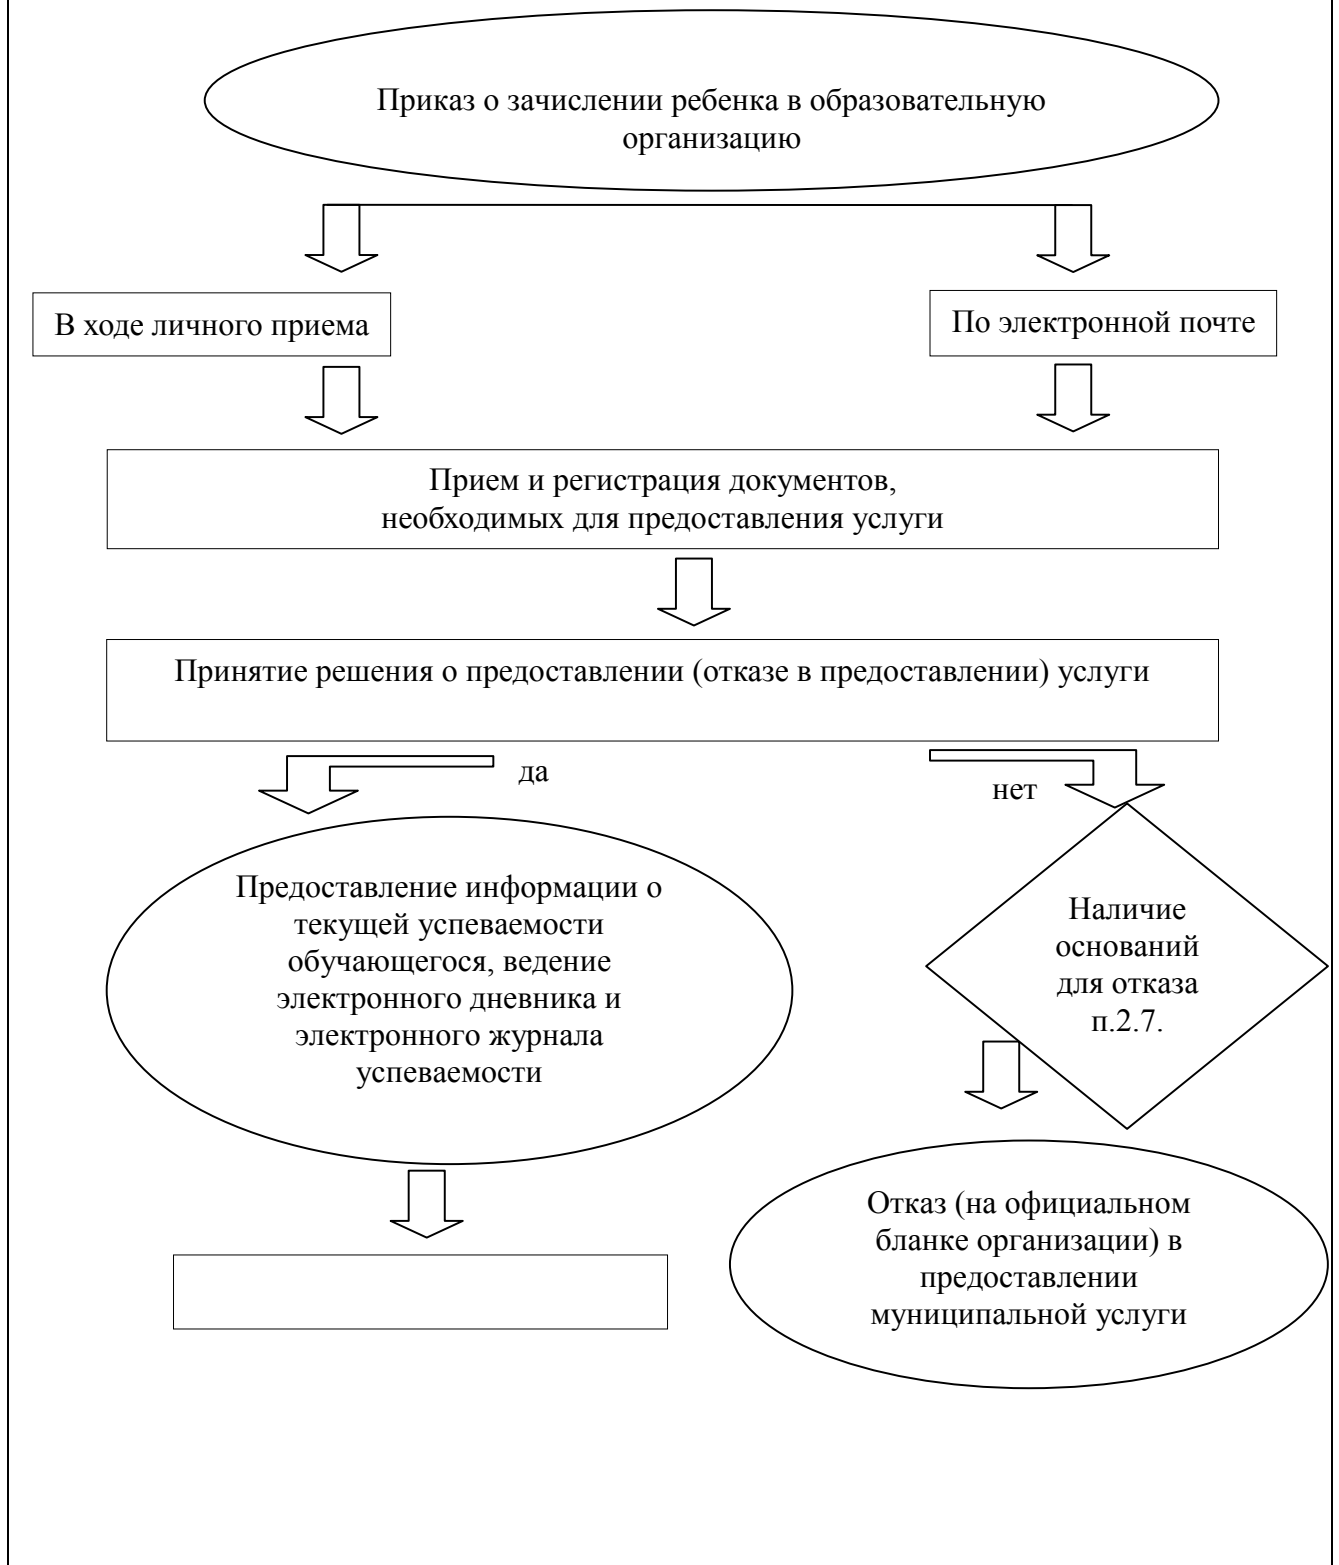 Приказ о зачислении ребенка в образовательную
организацию
В ходе личного приема
По электронной почте
Прием и регистрация документов,
необходимых для предоставления услуги
Принятие решения о предоставлении (отказе в предоставлении) услуги
да
нет
Предоставление информации о
текущей успеваемости
обучающегося, ведение
электронного дневника и
электронного журнала
успеваемости
Наличие
оснований
для отказа
п.2.7.
Отказ (на официальном
бланке организации) в
предоставлении
муниципальной услуги